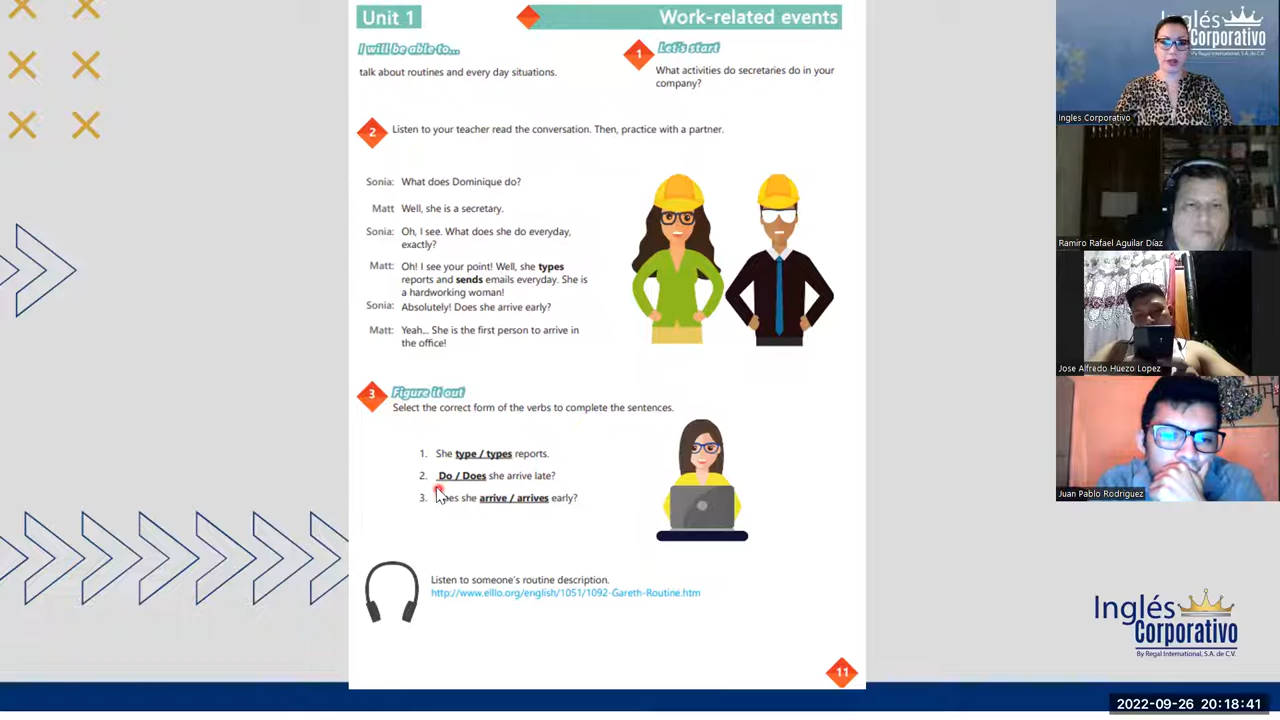 Unit 1
Work-related events
I will be able to...
talk about routines and every day situations.
1
Let's start
What activities do secretaries do in your
company?
2
Listen to your teacher read the conversation. Then, practice with a partner.
Sonia: What does Dominique do?
Matt Well, she is a secretary.
Sonia: Oh, I see. What does she do everyday,
exactly?
Matt: Oh! I see your point! Well, she types
reports and sends emails everyday. She is
a hardworking woman!
Sonia: Absolutely! Does she arrive early?
Matt: Yeah... She is the first person to arrive in
the office!
3
Figure it out
Select the correct form of the verbs to complete the sentences.
1. She type / types reports.
2. Do / Does she arrive late?
3. she arrive / arrives early?
Listen to someone's routine description.
http://www.elllo.org/english/1051/1092-Gareth-Routine.htm
11
Inglés
Corporativo
By Regal International, S.A. de C.V.
Ingles Corporativo
Ramiro Rafael Aguilar Díaz
Jose Alfredo Huezo Lopez
Juan Pablo Rodriguez
Inglés
Corporativo
By Regal International, S.A. de C.V.
2022-09-26 20:18:41